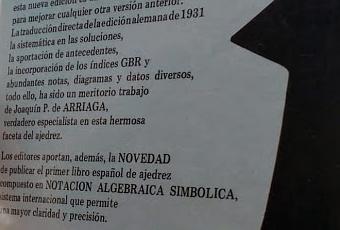 esta nueva edición es
para mejorar cualquier otra versión anterior.
La traducción directa de la edición alemana de 1931
la sistemática en las soluciones,
la aportación de antecedentes,
la incorporación de los índices GBR y
abundantes notas, diagramas y datos diversos,
todo ello, ha sido un meritorio trabajo
de Joaquín P. de ARRIAGA,
verdadero especialista en esta hermosa
faceta del ajedrez.
Los editores aportan, además, la NOVEDAD
de publicar el primer libro español de ajedrez
compuesto en NOTACION ALGEBRAICA SIMBOLICA,
sistema internacional que permite
una mayor claridad y precisión.